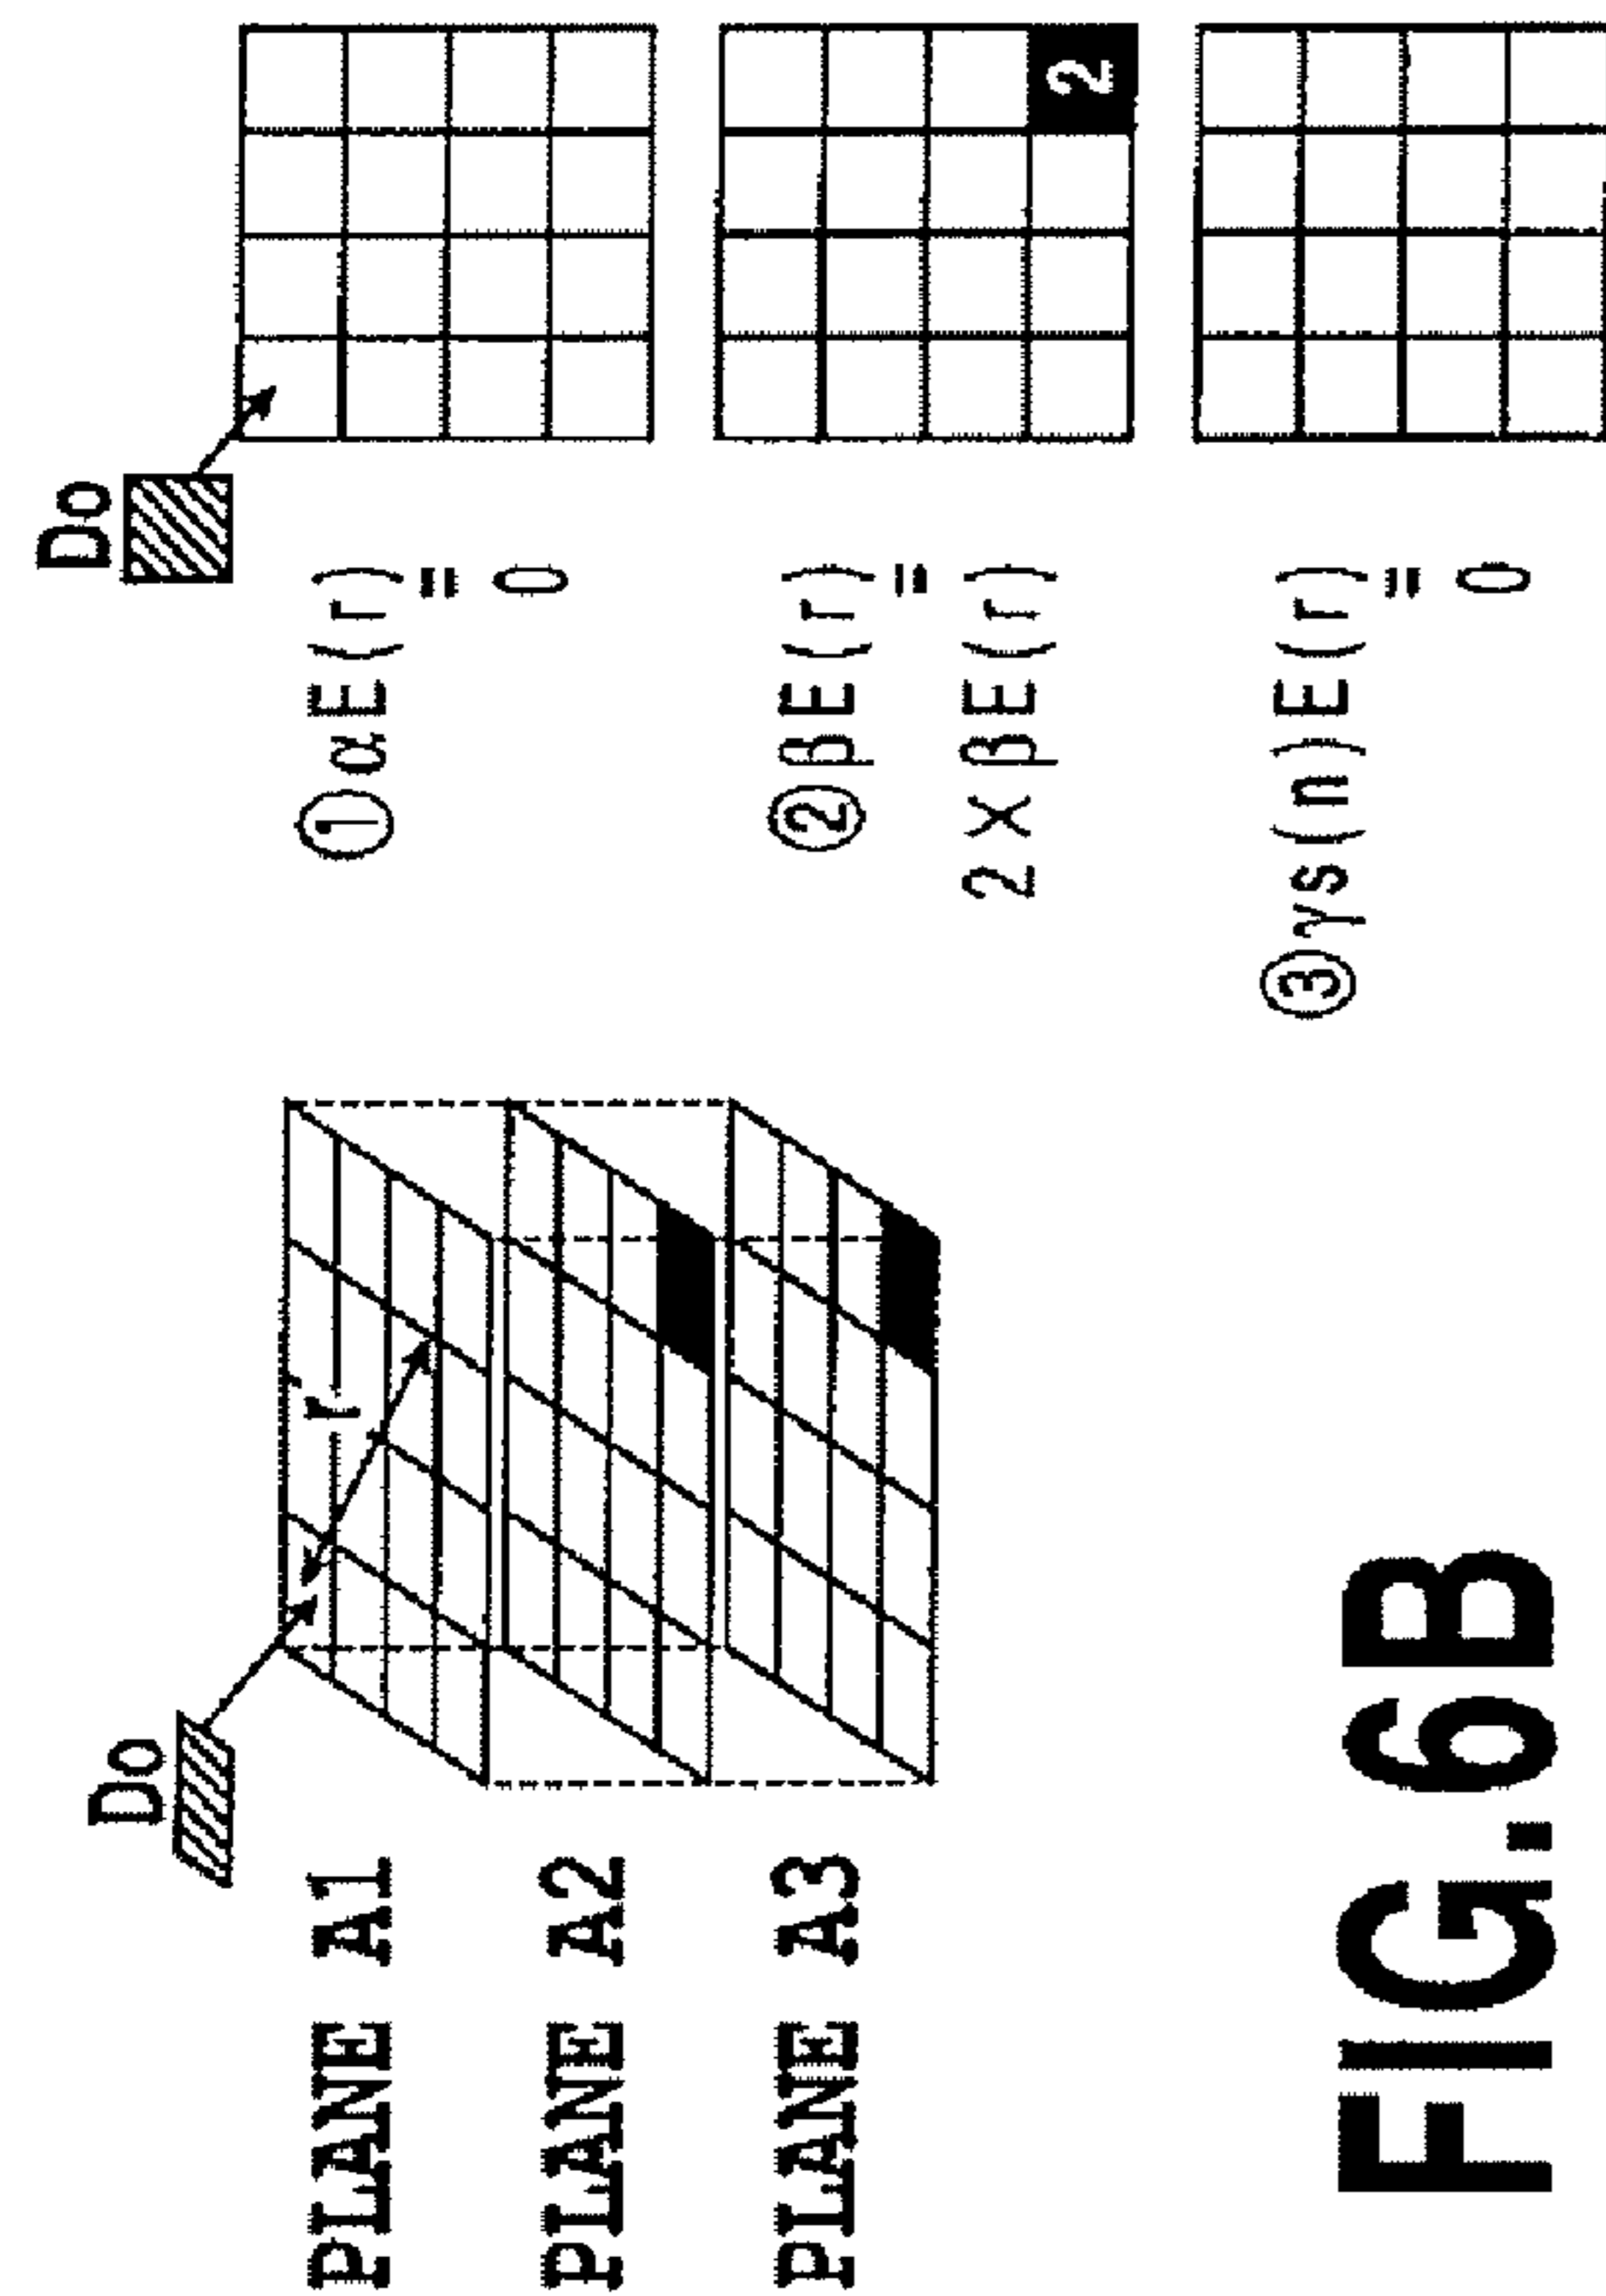 Do
PLANE A1
r
PLANE A2
PLANE A3
Do
①αE(r)
=
0
②βE(r)
=
2×βE(r)
2
③γs(n)E(r)
=
0
FIG.6B